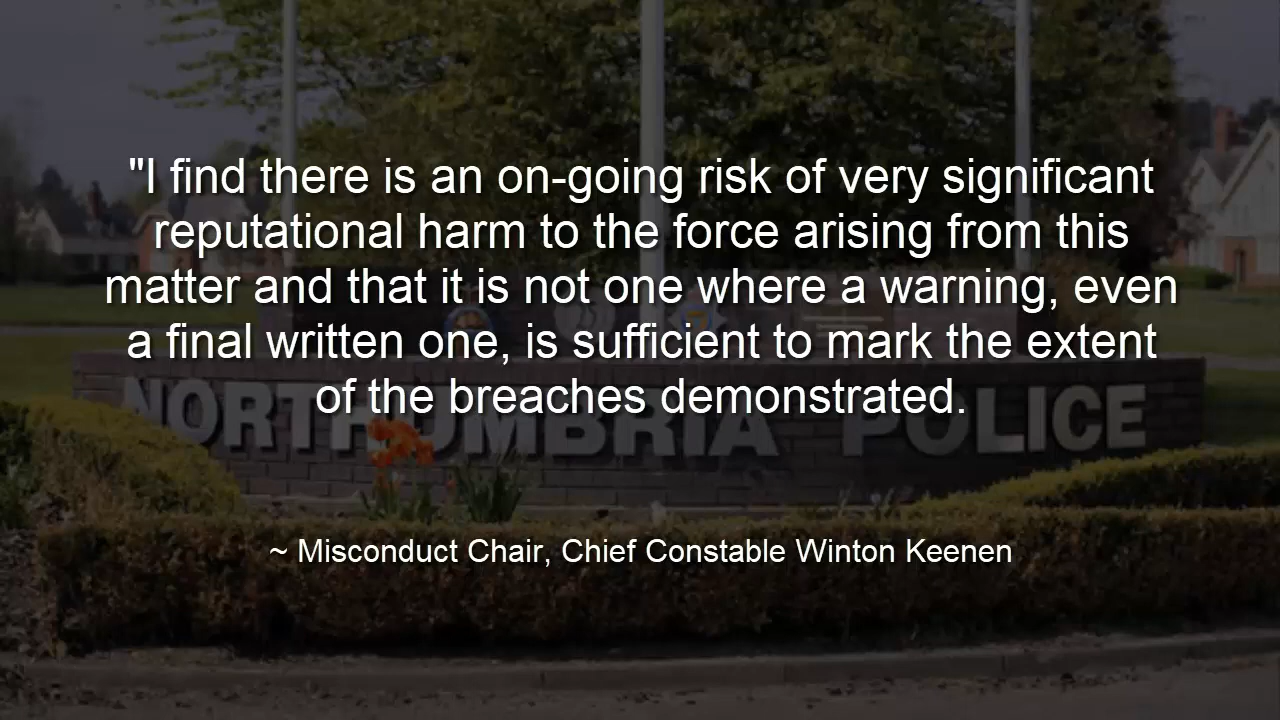 "I find there is an on-going risk of very significant
reputational harm to the force arising from this
matter and that it is not one where a warning, even
a final written one, is sufficient to mark the extent
of the breaches demonstrated.
NORTHUMBRIA POLICE
~ Misconduct Chair, Chief Constable Winton Keenen